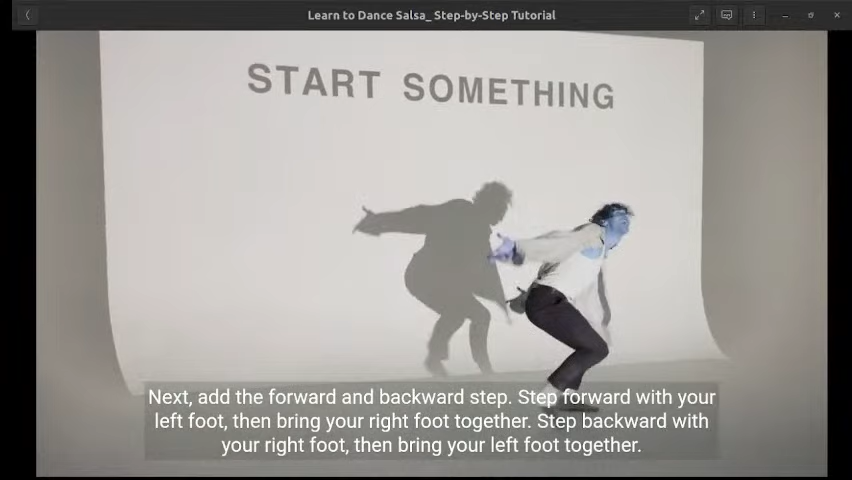 Learn to Dance Salsa_ Step-by-Step Tutorial
START SOMETHING
Next, add the forward and backward step. Step forward with your
left foot, then bring your right foot together. Step backward with
your right foot, then bring your left foot together.